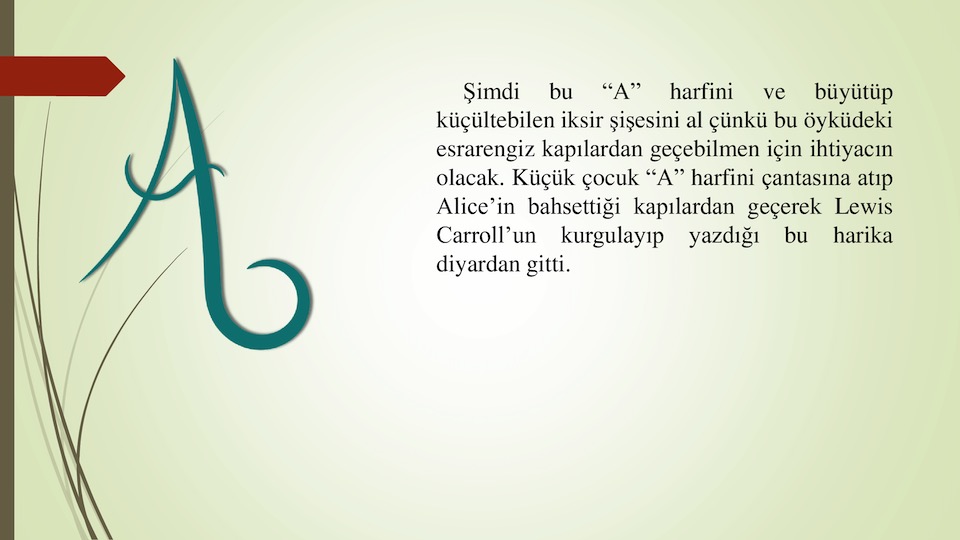 A
Şimdi bu “A” harfini ve büyütüp
küçültebilen iksir şişesini al çünkü bu öyküdeki
esrarengiz kapılardan geçebilmen için ihtiyacın
olacak. Küçük çocuk “A” harfini çantasına atıp
Alice’in bahsettiği kapılardan geçerek Lewis
Carroll’un kurgulayıp yazdığı bu harika
diyardan gitti.